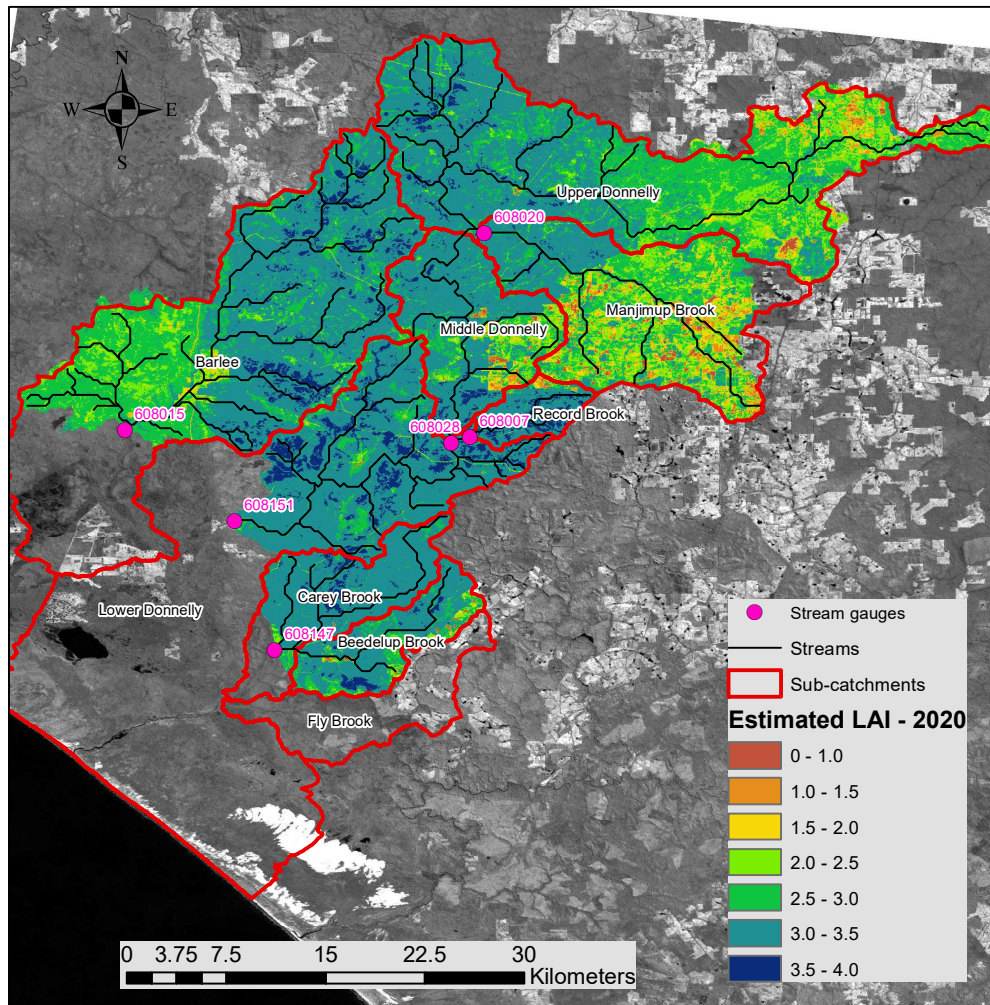 N
W E
S
Upper Donnelly
608020
Manjimup Brook
Middle Donnelly
Barlee
Record Brook
608015
608028
608007
608151
Carey Brook
Lower Donnelly
608147
Beedelup Brook
Fly Brook
Stream gauges
Streams
Sub-catchments
Estimated LAI - 2020
0 - 1.0
1.0 - 1.5
1.5 - 2.0
2.0 - 2.5
2.5 - 3.0
3.0 - 3.5
3.5 - 4.0
0 3.75 7.5 15 22.5 30
Kilometers